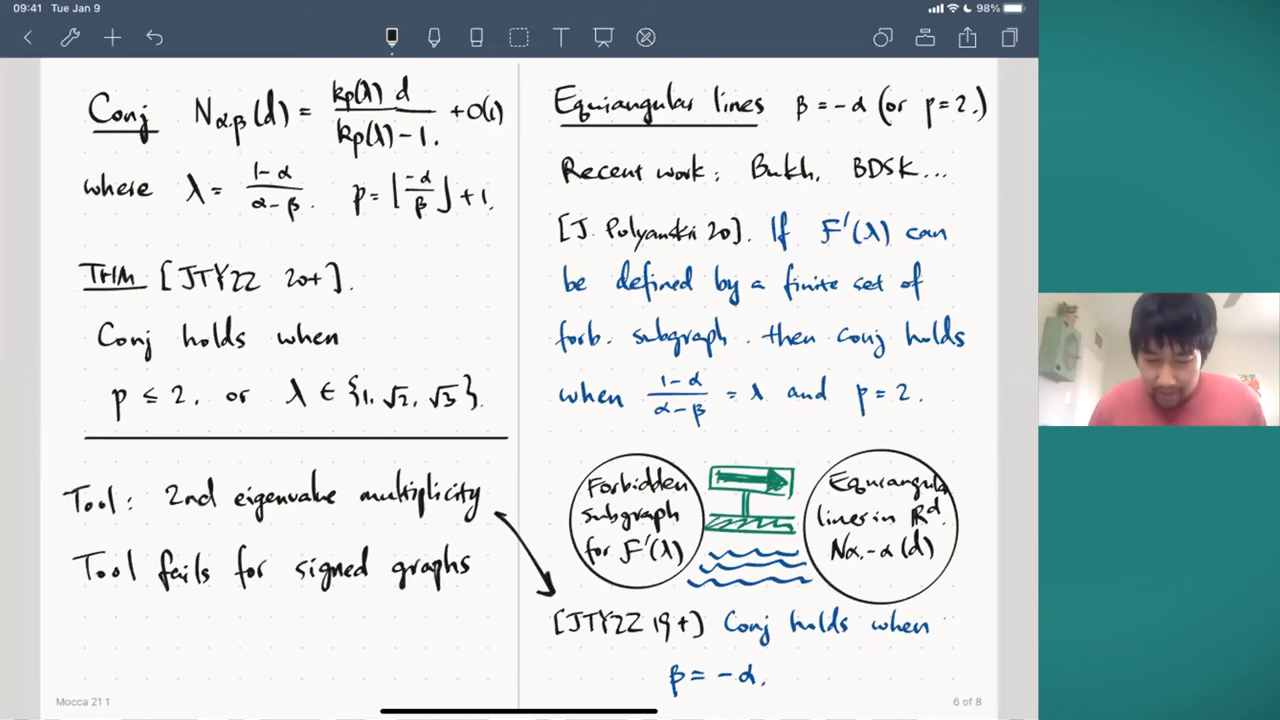 09:41 Tue Jan 9
98%
Conj N_{α,β}(d) = \frac{k_p(λ) d}{k_p(λ) - 1.} + O(1)
where λ = \frac{1-α}{α-β}. p = ⌊\frac{-α}{β}⌋ + 1.
THM [JTYZZ 20+].
Conj holds when
p ≤ 2, or λ ∈ {1, √2, √3}.
Tool: 2nd eigenvalue multiplicity
Tool fails for signed graphs
Mocca 21 1
Equiangular lines β = -α (or p = 2.)
Recent work: Bukh, BDSK...
[J. Polyanskii 20]. If F'(λ) can
be defined by a finite set of
forb. subgraph. then conj holds
when \frac{1-α}{α-β} = λ and p = 2.
Forbidden
subgraph
for F'(λ)
Equiangular
lines in R^d.
N_{α,-α}(d)
[JTYZZ 19+] Conj holds when
β = -α.
6 of 8